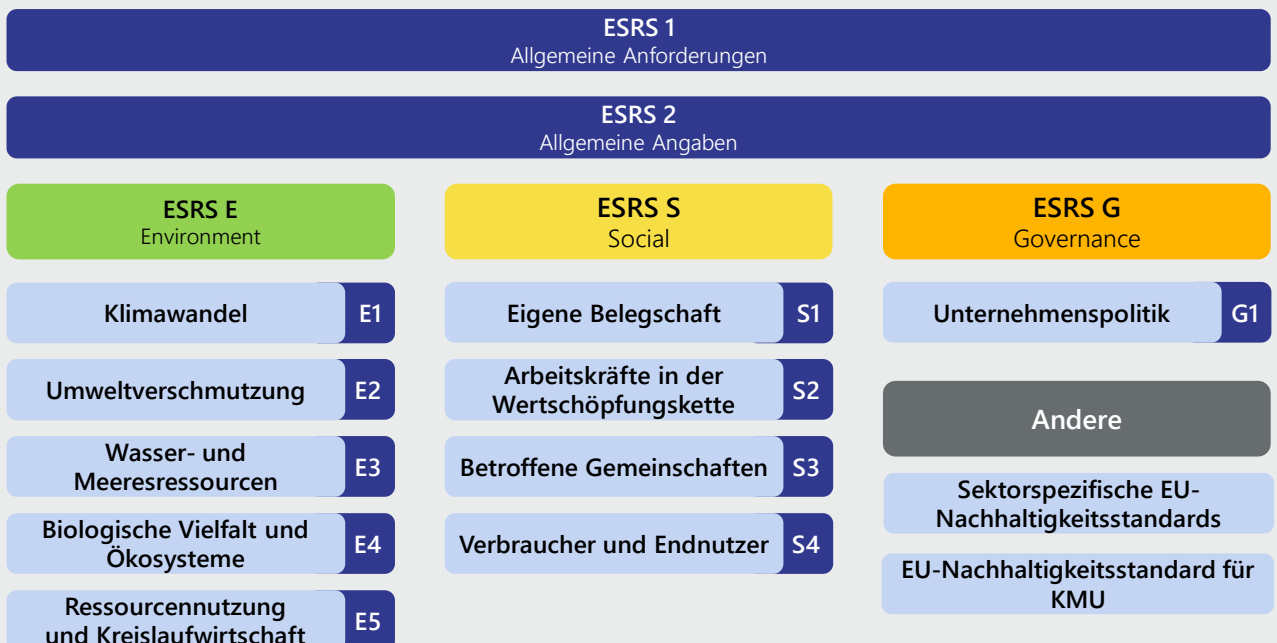 ESRS 1
Allgemeine Anforderungen
ESRS 2
Allgemeine Angaben
ESRS E
Environment
Klimawandel
E1
Umweltverschmutzung
E2
Wasser- und
Meeresressourcen
E3
Biologische Vielfalt und
Ökosysteme
E4
Ressourcennutzung
und Kreislaufwirtschaft
E5
ESRS S
Social
Eigene Belegschaft
S1
Arbeitskräfte in der
Wertschöpfungskette
S2
Betroffene Gemeinschaften
S3
Verbraucher und Endnutzer
S4
ESRS G
Governance
Unternehmenspolitik
G1
Andere
Sektorspezifische EU-
Nachhaltigkeitsstandards
EU-Nachhaltigkeitsstandard für
KMU